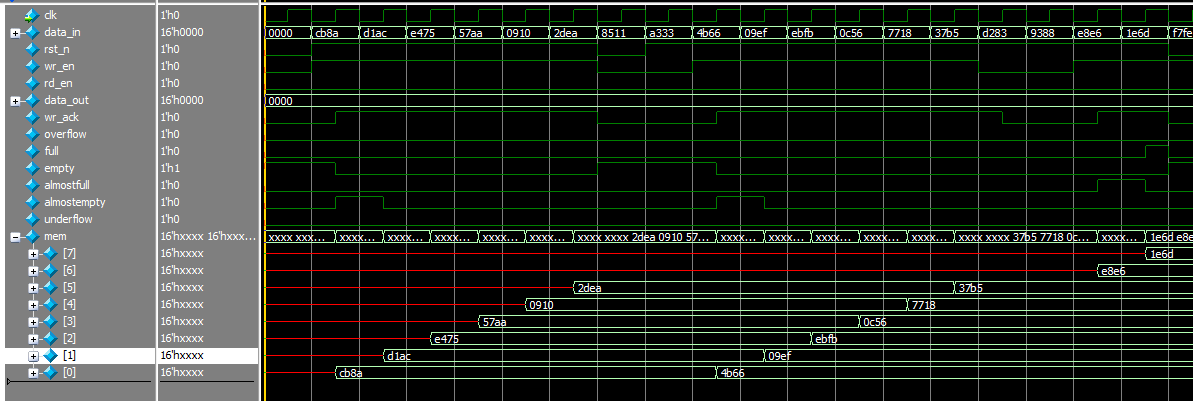 clk 1'h0
data_in 16'h0000 0000 cb8a d1ac e475 57aa 0910 2dea 8511 a333 4b66 09ef ebfb 0c56 7718 37b5 d283 9388 e8e6 1e6d f7fe
rst_n 1'h0
wr_en 1'h0
rd_en 1'h0
data_out 16'h0000 0000
wr_ack 1'h0
overflow 1'h0
full 1'h0
empty 1'h1
almostfull 1'h0
almostempty 1'h0
underflow 1'h0
mem 16'hxxxx 16'hxxx... xxxx xxx... xxxx... xxxx... xxxx... xxxx... xxxx... xxxx xxxx 2dea 0910 57... xxxx... xxxx... xxxx... xxxx... xxxx... xxxx xxxx 37b5 7718 0c... xxxx... 1e6d e8e
[7] 16'hxxxx 1e6d
[6] 16'hxxxx e8e6
[5] 16'hxxxx 2dea 37b5
[4] 16'hxxxx 0910 7718
[3] 16'hxxxx 57aa 0c56
[2] 16'hxxxx e475 ebfb
[1] 16'hxxxx d1ac 09ef
[0] 16'hxxxx cb8a 4b66